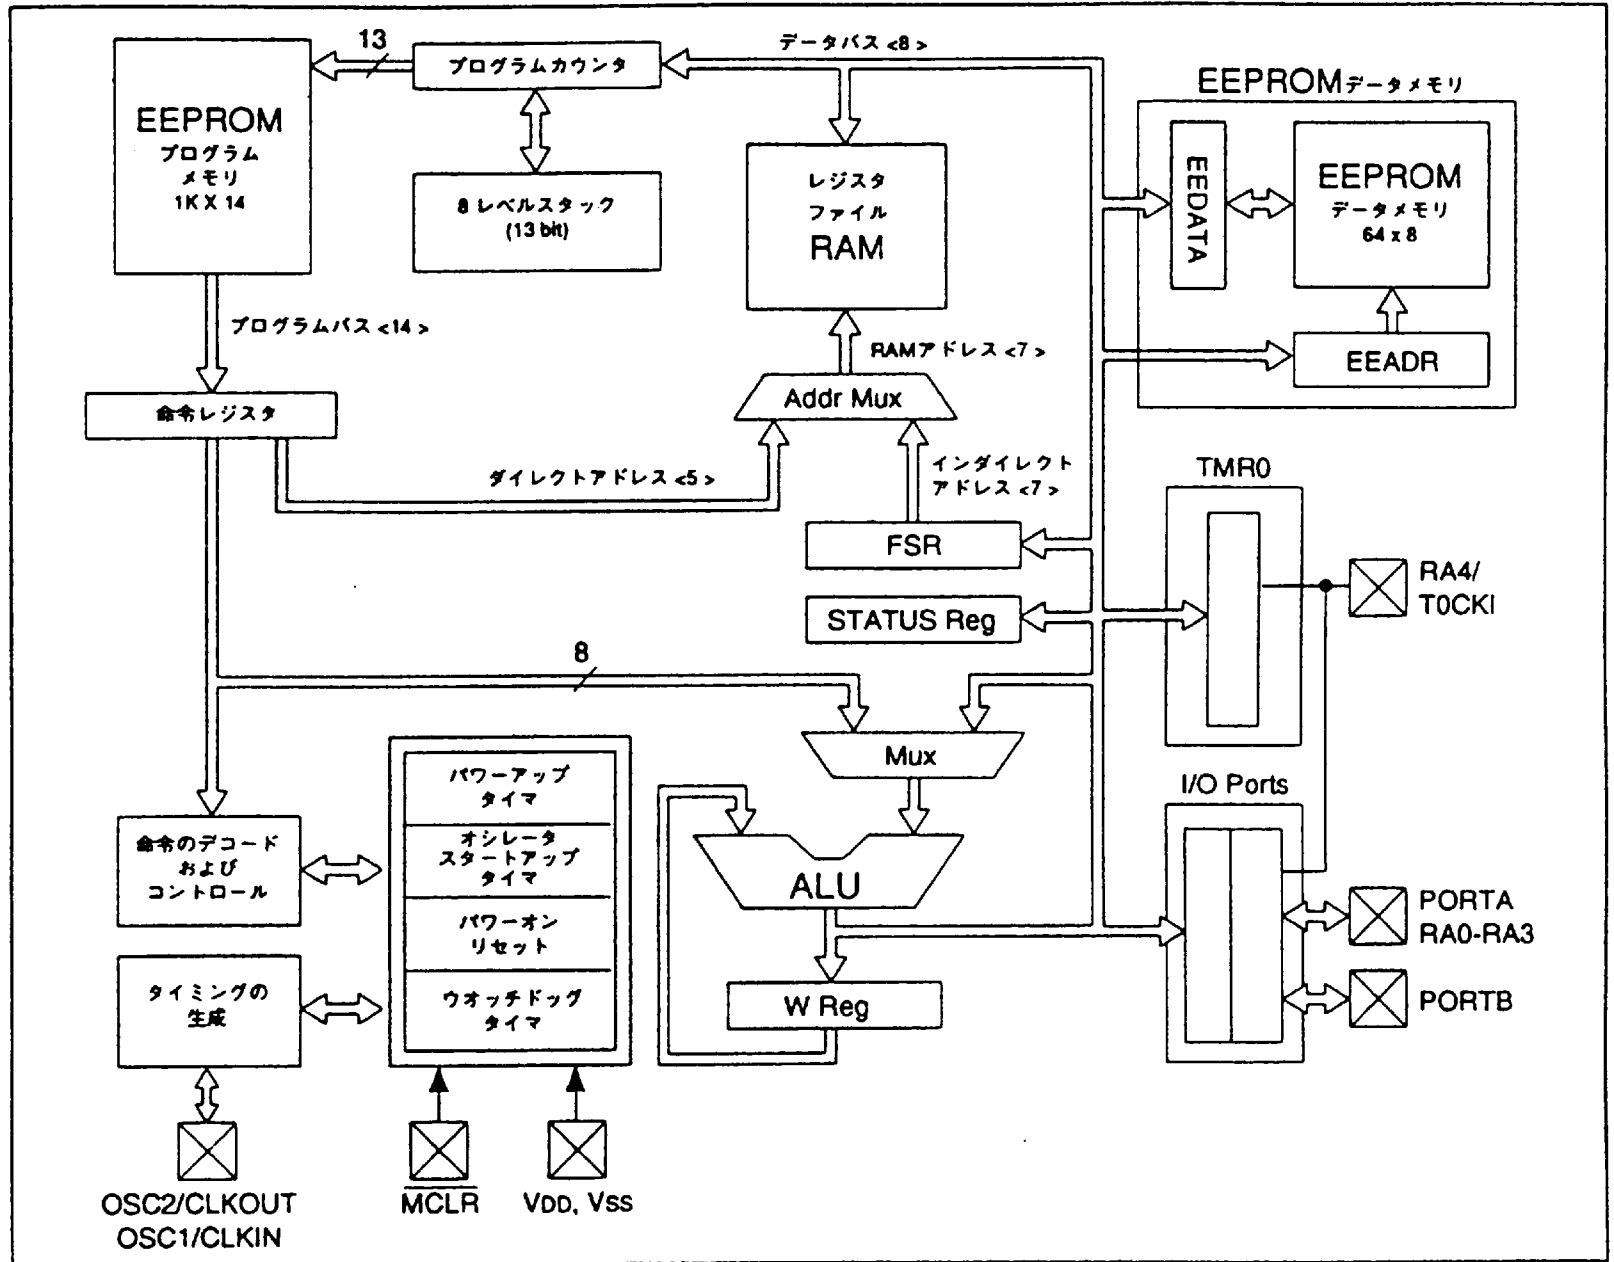 13
プログラムカウンタ
データバス <8>
EEPROMデータメモリ
EEPROM
プログラム
メモリ
1K X 14
8 レベルスタック
(13 bit)
レジスタ
ファイル
RAM
EEDATA
EEPROM
データメモリ
64 x 8
EEADR
プログラムバス <14>
RAMアドレス <7>
Addr Mux
命令レジスタ
ダイレクトアドレス <5>
インダイレクト
アドレス <7>
FSR
STATUS Reg
TMR0
RA4/
T0CKI
8
Mux
I/O Ports
パワーアップ
タイマ
オシレータ
スタートアップ
タイマ
パワーオン
リセット
ウオッチドッグ
タイマ
命令のデコード
および
コントロール
タイミングの
生成
ALU
W Reg
PORTA
RA0-RA3
PORTB
OSC2/CLKOUT
OSC1/CLKIN
MCLR
VDD, VSS